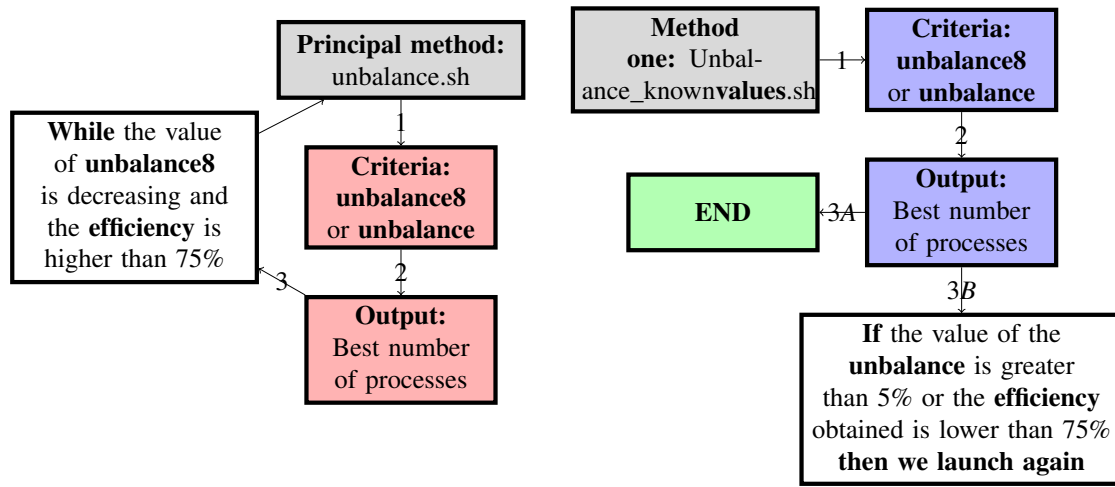 Principal method:
unbalance.sh
1
While the value
of unbalance8
is decreasing and
the efficiency is
higher than 75%
Criteria:
unbalance8
or unbalance
2
3
Output:
Best number
of processes
Method
one: Unbal-
ance_knownvalues.sh
1
Criteria:
unbalance8
or unbalance
2
Output:
Best number
of processes
3A
END
3B
If the value of the
unbalance is greater
than 5% or the efficiency
obtained is lower than 75%
then we launch again